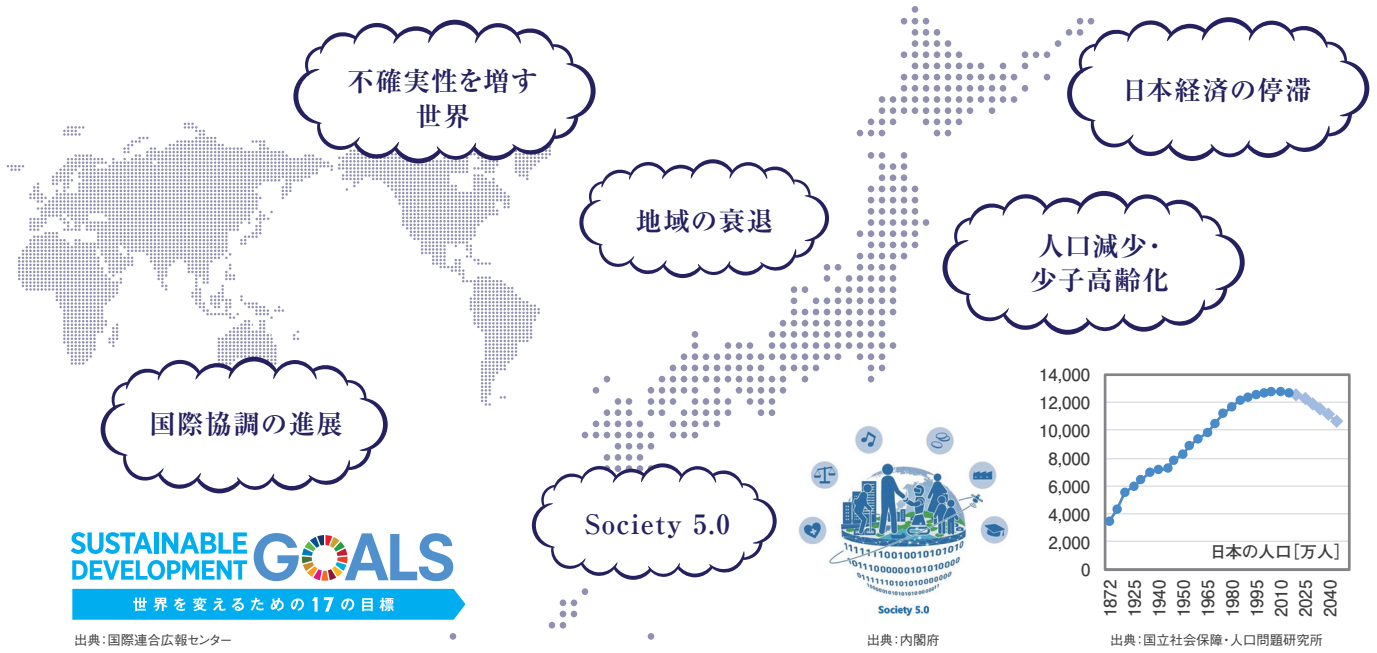 不確実性を増す
世界
日本経済の停滞
地域の衰退
人口減少・
少子高齢化
国際協調の進展
Society 5.0
SUSTAINABLE
DEVELOPMENT
GOALS
世界を変えるための17の目標
出典：国際連合広報センター
Society 5.0
出典：内閣府
14,000
12,000
10,000
8,000
6,000
4,000
2,000
0
日本の人口[万人]
1872
1925
1940
1950
1965
1980
1995
2010
2025
2040
出典：国立社会保障・人口問題研究所